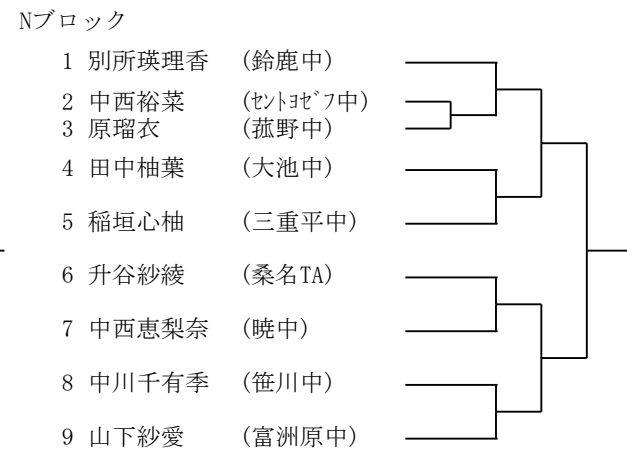 Nブロック
1 別所瑛理香 (鈴鹿中)
2 中西裕菜 (ｾﾝﾄﾖｾﾞﾌ中)
3 原瑠衣 (菰野中)
4 田中柚葉 (大池中)
5 稲垣心柚 (三重平中)
6 升谷紗綾 (桑名TA)
7 中西恵梨奈 (暁中)
8 中川千有季 (笹川中)
9 山下紗愛 (富洲原中)